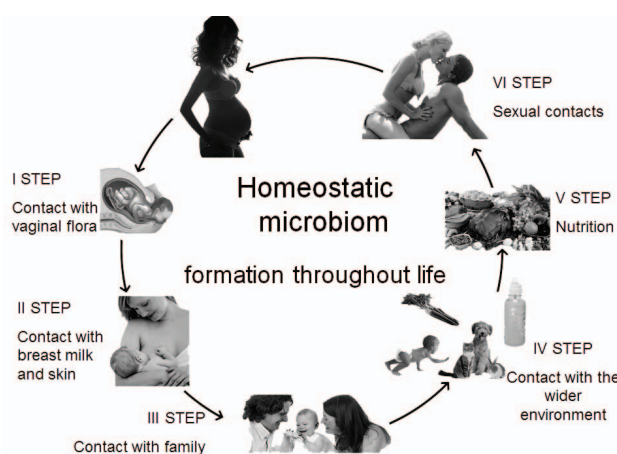 Homeostatic
microbiom
formation throughout life
I STEP
Contact with
vaginal flora
II STEP
Contact with
breast milk
and skin
III STEP
Contact with family
IV STEP
Contact with the
wider
environment
V STEP
Nutrition
VI STEP
Sexual contacts